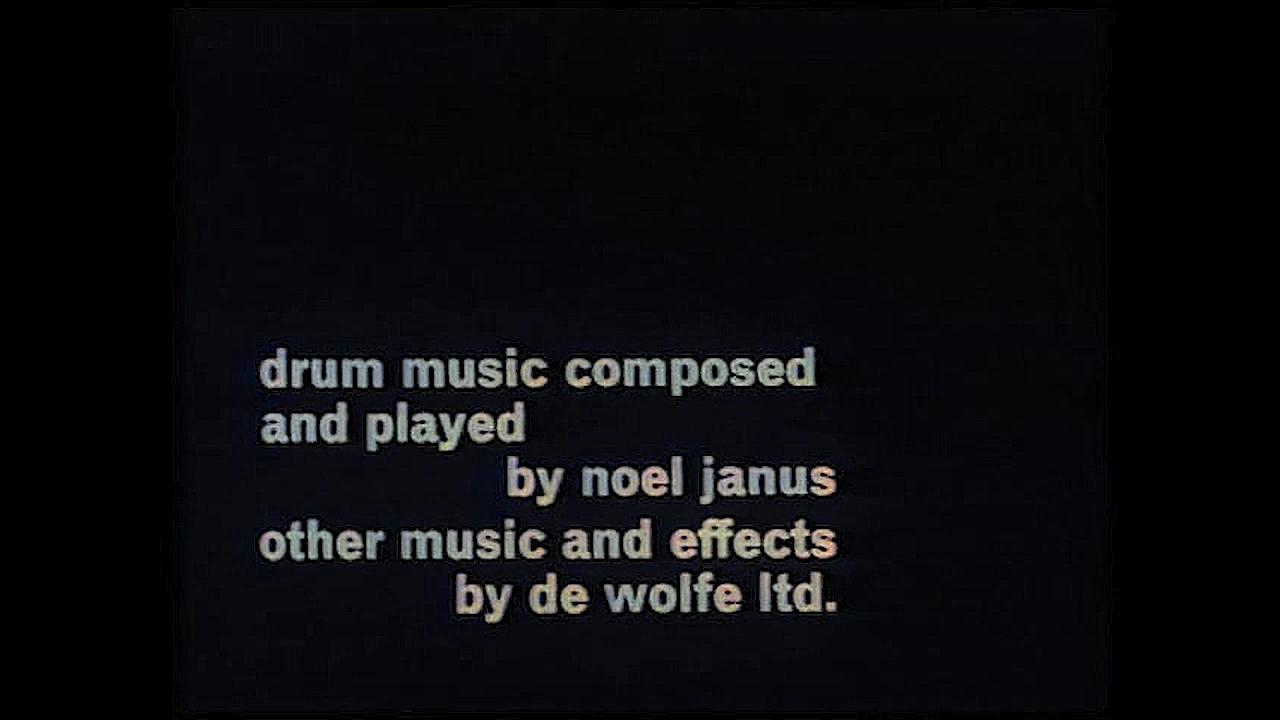 drum music composed
and played
by noel janus
other music and effects
by de wolfe ltd.